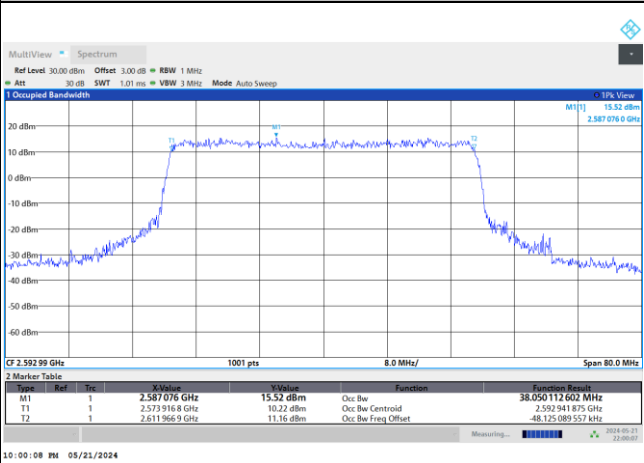 MultiView Spectrum
Ref Level 30.00 dBm Offset 3.00 dB RBW 1 MHz
Att 30 dB SWT 1.01 ms VBW 3 MHz Mode Auto Sweep
1 Occupied Bandwidth 1Pk View
M1[1] 15.52 dBm
2.587 076 0 GHz
20 dBm
T1 M1 T2
10 dBm
0 dBm
-10 dBm
-20 dBm
-30 dBm
-40 dBm
-50 dBm
-60 dBm
CF 2.592 99 GHz 1001 pts 8.0 MHz/ Span 80.0 MHz
2 Marker Table
Type Ref Trc X-Value Y-Value Function Function Result
M1 1 2.587 076 GHz 15.52 dBm Occ Bw 38.050 112 602 MHz
T1 1 2.573 916 8 GHz 10.22 dBm Occ Bw Centroid 2.592 941 875 GHz
T2 1 2.611 966 9 GHz 11.16 dBm Occ Bw Freq Offset -48.125 089 557 kHz
Measuring... 2024-05-21
22:00:07
10:00:08 PM 05/21/2024